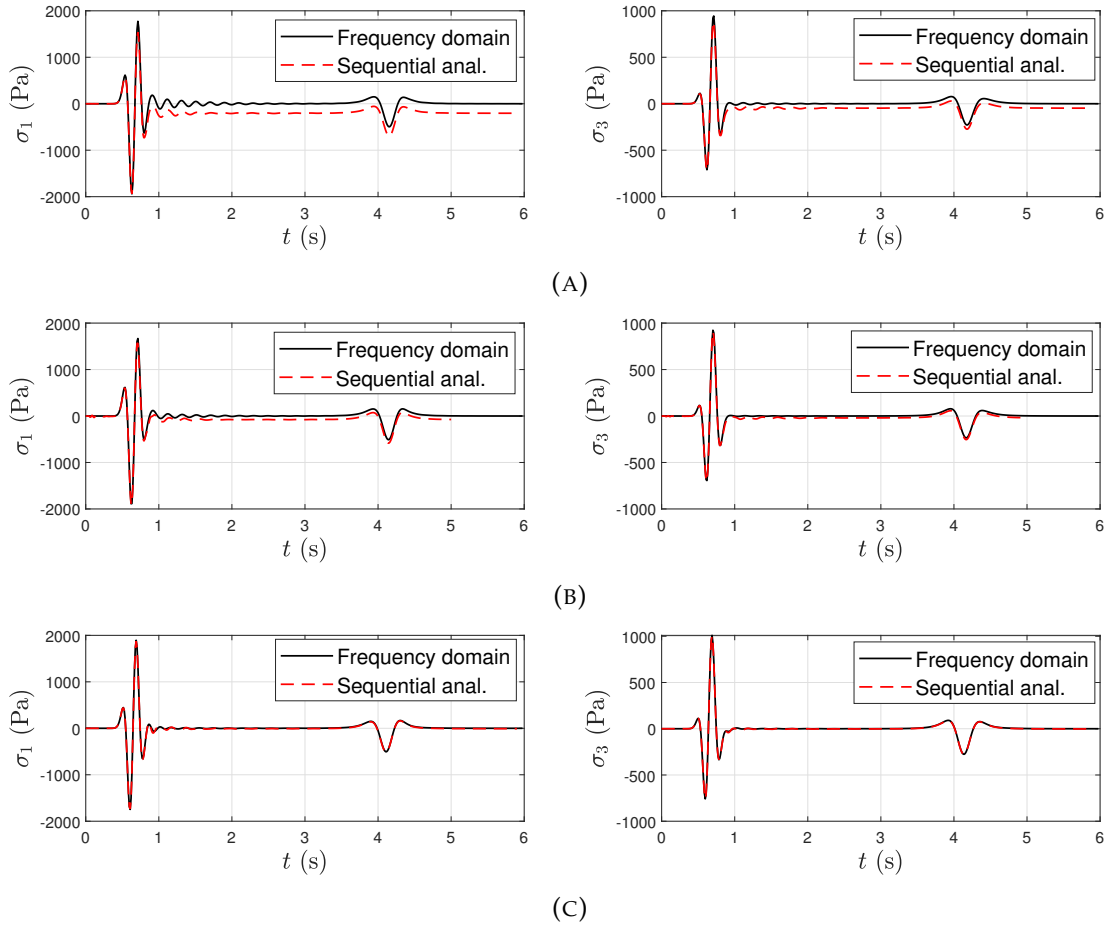 2000
1000
0
-1000
-2000
σ1 (Pa)
Frequency domain
Sequential anal.
0 1 2 3 4 5 6
t (s)
1000
500
0
-500
-1000
σ3 (Pa)
Frequency domain
Sequential anal.
0 1 2 3 4 5 6
t (s)
(A)
2000
1000
0
-1000
-2000
σ1 (Pa)
Frequency domain
Sequential anal.
0 1 2 3 4 5 6
t (s)
1000
500
0
-500
-1000
σ3 (Pa)
Frequency domain
Sequential anal.
0 1 2 3 4 5 6
t (s)
(B)
2000
1000
0
-1000
-2000
σ1 (Pa)
Frequency domain
Sequential anal.
0 1 2 3 4 5 6
t (s)
1000
500
0
-500
-1000
σ3 (Pa)
Frequency domain
Sequential anal.
0 1 2 3 4 5 6
t (s)
(C)